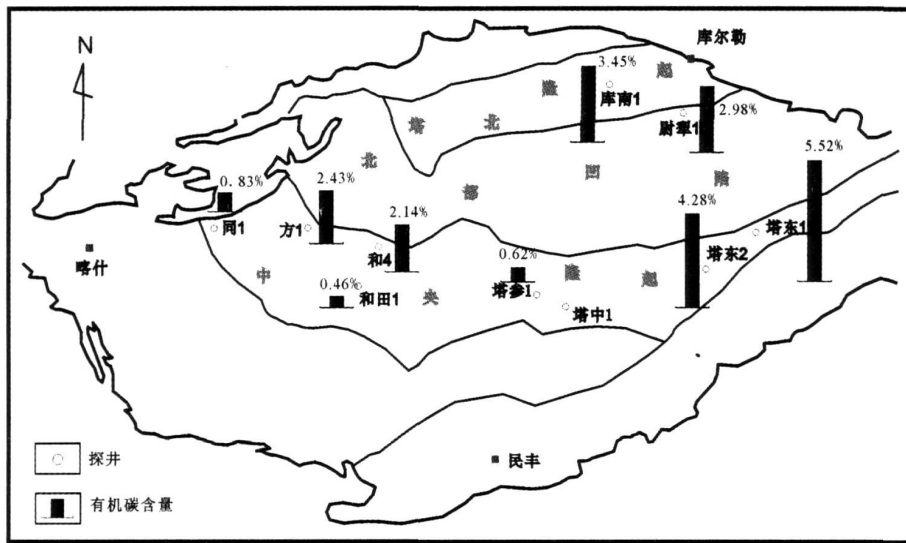 N
库尔勒
3.45%
隆 起
库南1
塔 北
尉犁1
2.98%
5.52%
北 部 凹 陷
0.83%
2.43%
2.14%
4.28%
同1
方1
和4
0.62%
塔东1
塔东2
喀什
中 央 隆 起
0.46%
和田1
塔参1
塔中1
探井
民丰
有机碳含量